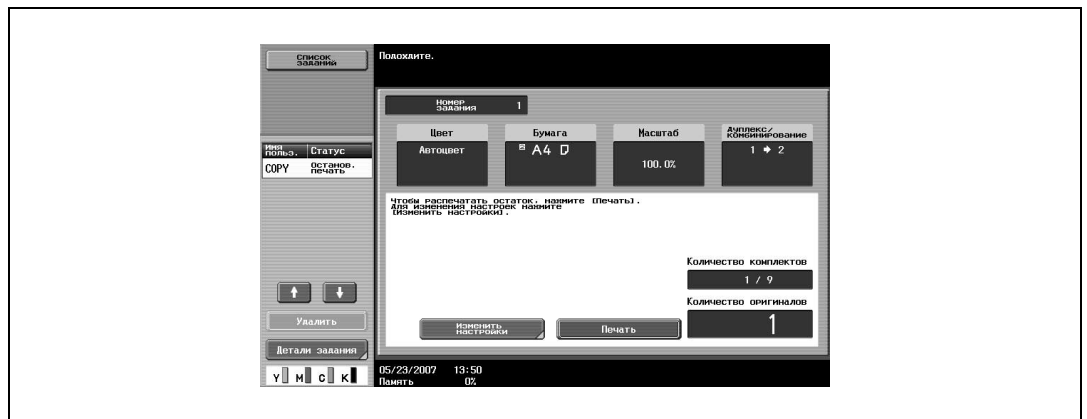 Список
заданий
Подождите.
Номер
задания
1
Цвет
Бумага
Масштаб
Дуплекс/
комбинирование
Автоцвет
A4
100.0%
1 ➡ 2
Имя
польз.
Статус
COPY
Останов.
печать
Чтобы распечатать остаток, нажмите [Печать].
Для изменения настроек нажмите
[Изменить настройки].
Количество комплектов
1 / 9
Количество оригиналов
1
Изменить
настройки
Печать
Удалить
Детали задания
Y M C K
05/23/2007 13:50
Память 0%